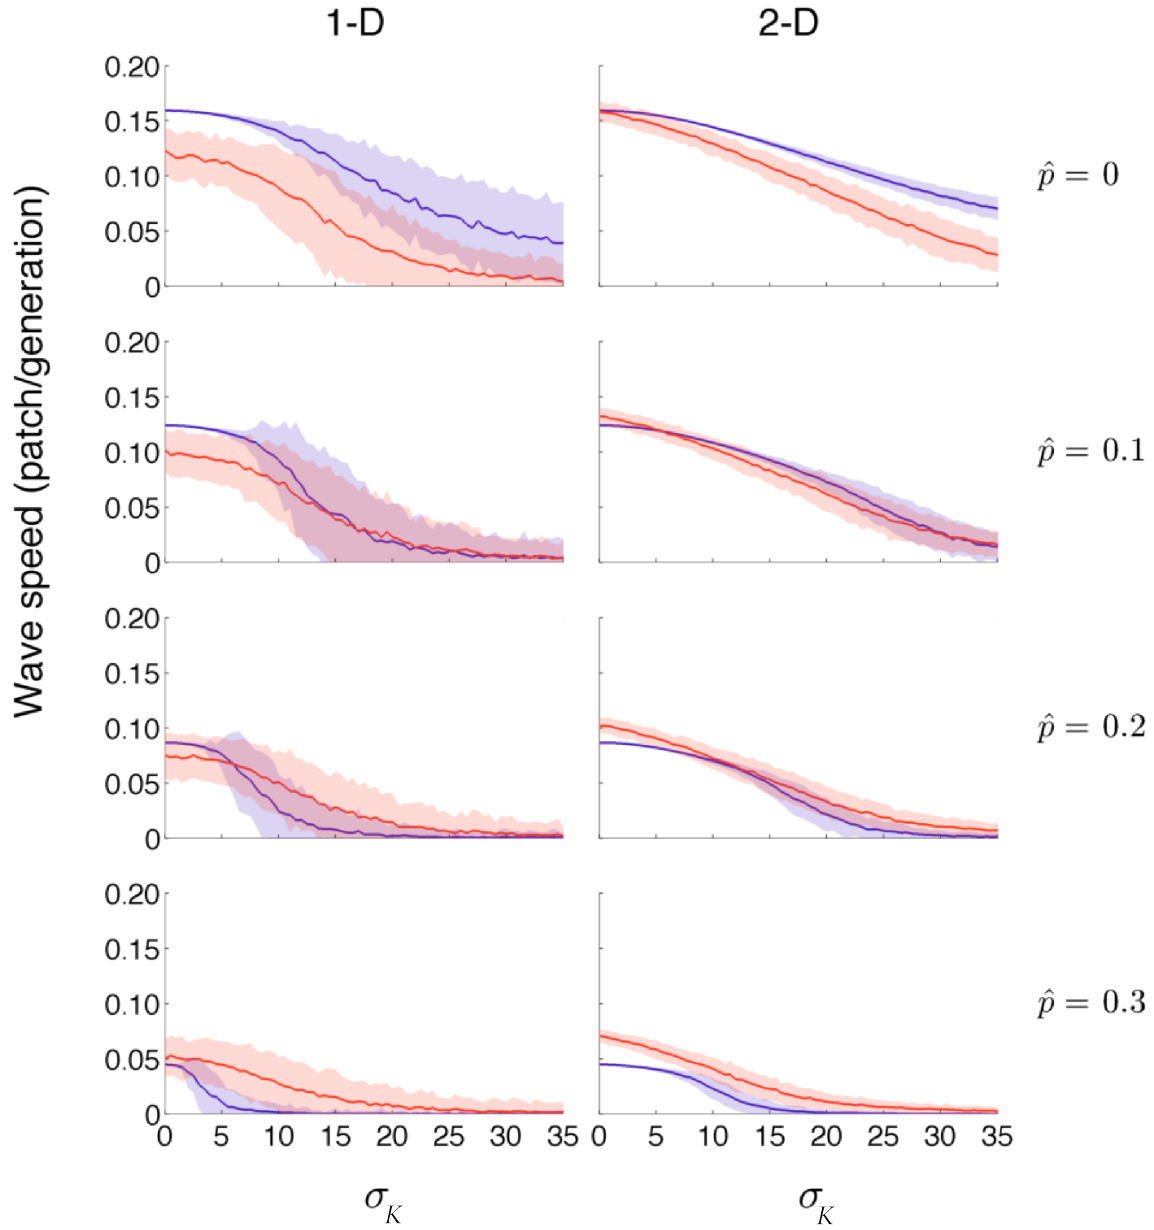 1-D 2-D
Wave speed (patch/generation)
0.20
0.15
0.10
0.05
0
p̂ = 0
0.20
0.15
0.10
0.05
0
p̂ = 0.1
0.20
0.15
0.10
0.05
0
p̂ = 0.2
0.20
0.15
0.10
0.05
0
p̂ = 0.3
0 5 10 15 20 25 30 35 0 5 10 15 20 25 30 35
σ_K σ_K